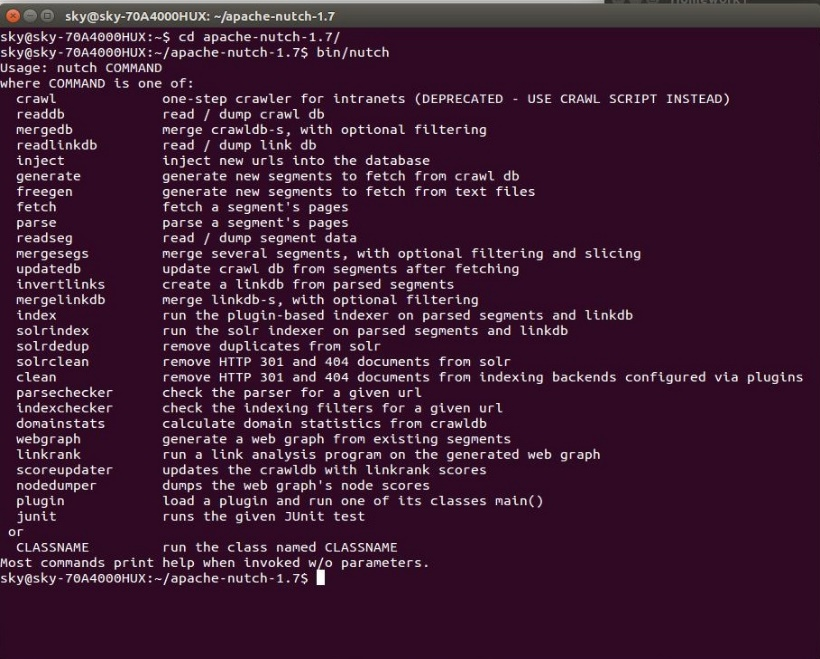 sky@sky-70A4000HUX: ~/apache-nutch-1.7
sky@sky-70A4000HUX:~$ cd apache-nutch-1.7/
sky@sky-70A4000HUX:~/apache-nutch-1.7$ bin/nutch
Usage: nutch COMMAND
where COMMAND is one of:
  crawl             one-step crawler for intranets (DEPRECATED - USE CRAWL SCRIPT INSTEAD)
  readdb            read / dump crawl db
  mergedb           merge crawldb-s, with optional filtering
  readlinkdb        read / dump link db
  inject            inject new urls into the database
  generate          generate new segments to fetch from crawl db
  freegen           generate new segments to fetch from text files
  fetch             fetch a segment's pages
  parse             parse a segment's pages
  readseg           read / dump segment data
  mergesegs         merge several segments, with optional filtering and slicing
  updatedb          update crawl db from segments after fetching
  invertlinks       create a linkdb from parsed segments
  mergelinkdb       merge linkdb-s, with optional filtering
  index             run the plugin-based indexer on parsed segments and linkdb
  solrindex         run the solr indexer on parsed segments and linkdb
  solrdedup         remove duplicates from solr
  solrclean         remove HTTP 301 and 404 documents from solr
  clean             remove HTTP 301 and 404 documents from indexing backends configured via plugins
  parsechecker      check the parser for a given url
  indexchecker      check the indexing filters for a given url
  domainstats       calculate domain statistics from crawldb
  webgraph          generate a web graph from existing segments
  linkrank          run a link analysis program on the generated web graph
  scoreupdater      updates the crawldb with linkrank scores
  nodedumper        dumps the web graph's node scores
  plugin            load a plugin and run one of its classes main()
  junit             runs the given JUnit test
 or
  CLASSNAME         run the class named CLASSNAME
Most commands print help when invoked w/o parameters.
sky@sky-70A4000HUX:~/apache-nutch-1.7$